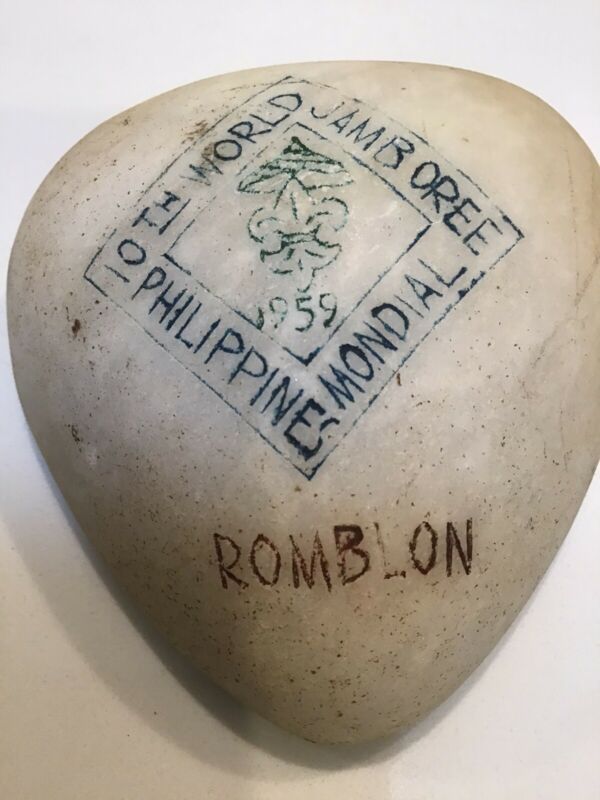 10TH WORLD JAMBOREE
PHILIPPINES MONDIAL
1959
ROMBLON